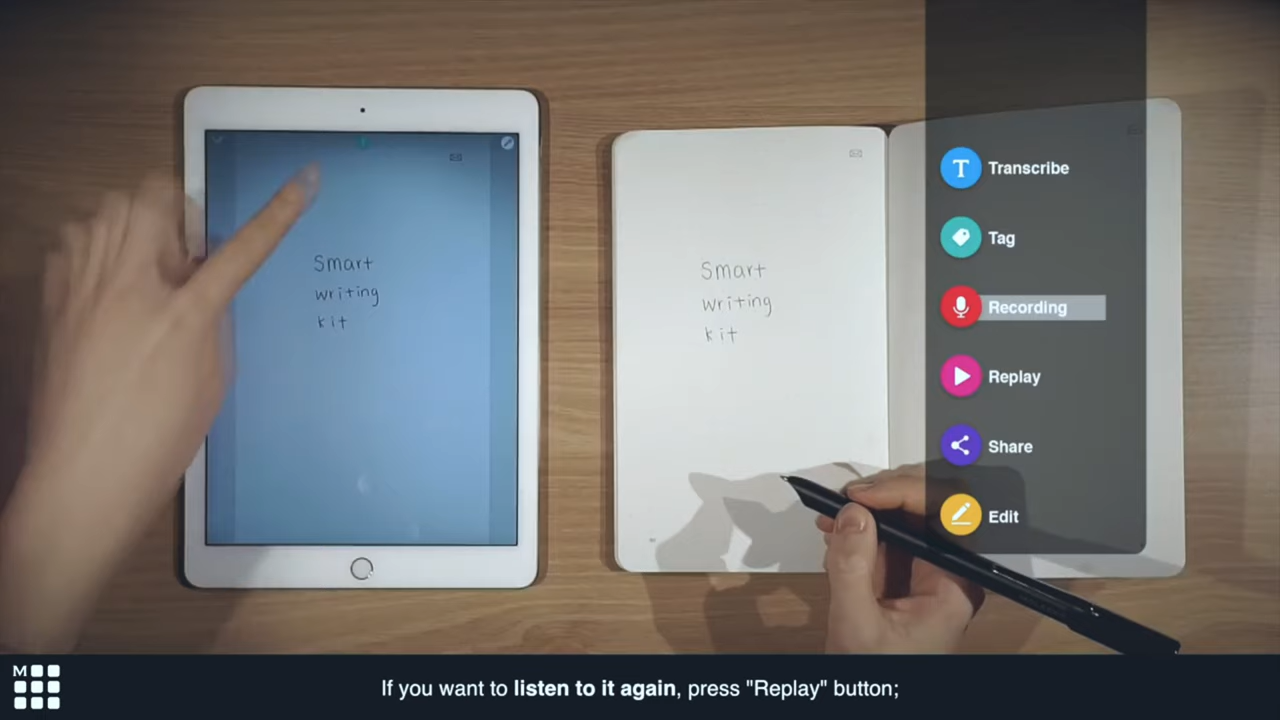 Smart
writing
kit
Smart
writing
kit
Transcribe
Tag
Recording
Replay
Share
Edit
M
If you want to listen to it again, press "Replay" button;